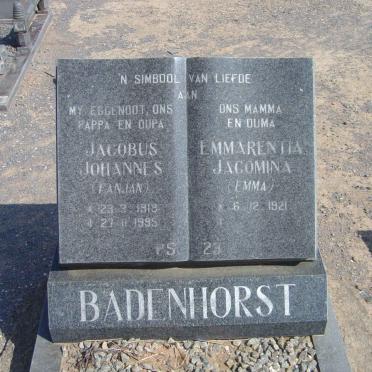 'N SIMBOOL VAN LIEFDE
AAN
MY EGGENOOT, ONS
PAPPA EN OUPA
JACOBUS
JOHANNES
(FANJAN)
* 23. 3. 1919
† 27. 11. 1995
ONS MAMMA
EN OUMA
EMMARENTIA
JACOMINA
(EMMA)
* 6. 12. 1921
†
PS 23
BADENHORST